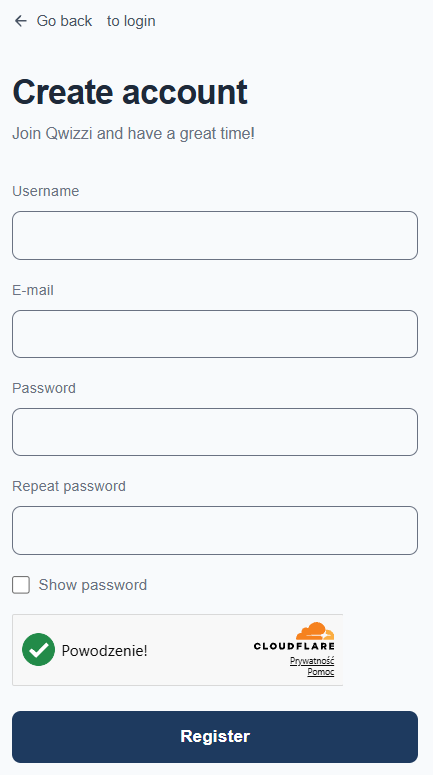 Go back to login
Create account
Join Qwizzi and have a great time!
Username
E-mail
Password
Repeat password
Show password
Powodzenie!
CLOUDFLARE
Prywatność
Pomoc
Register